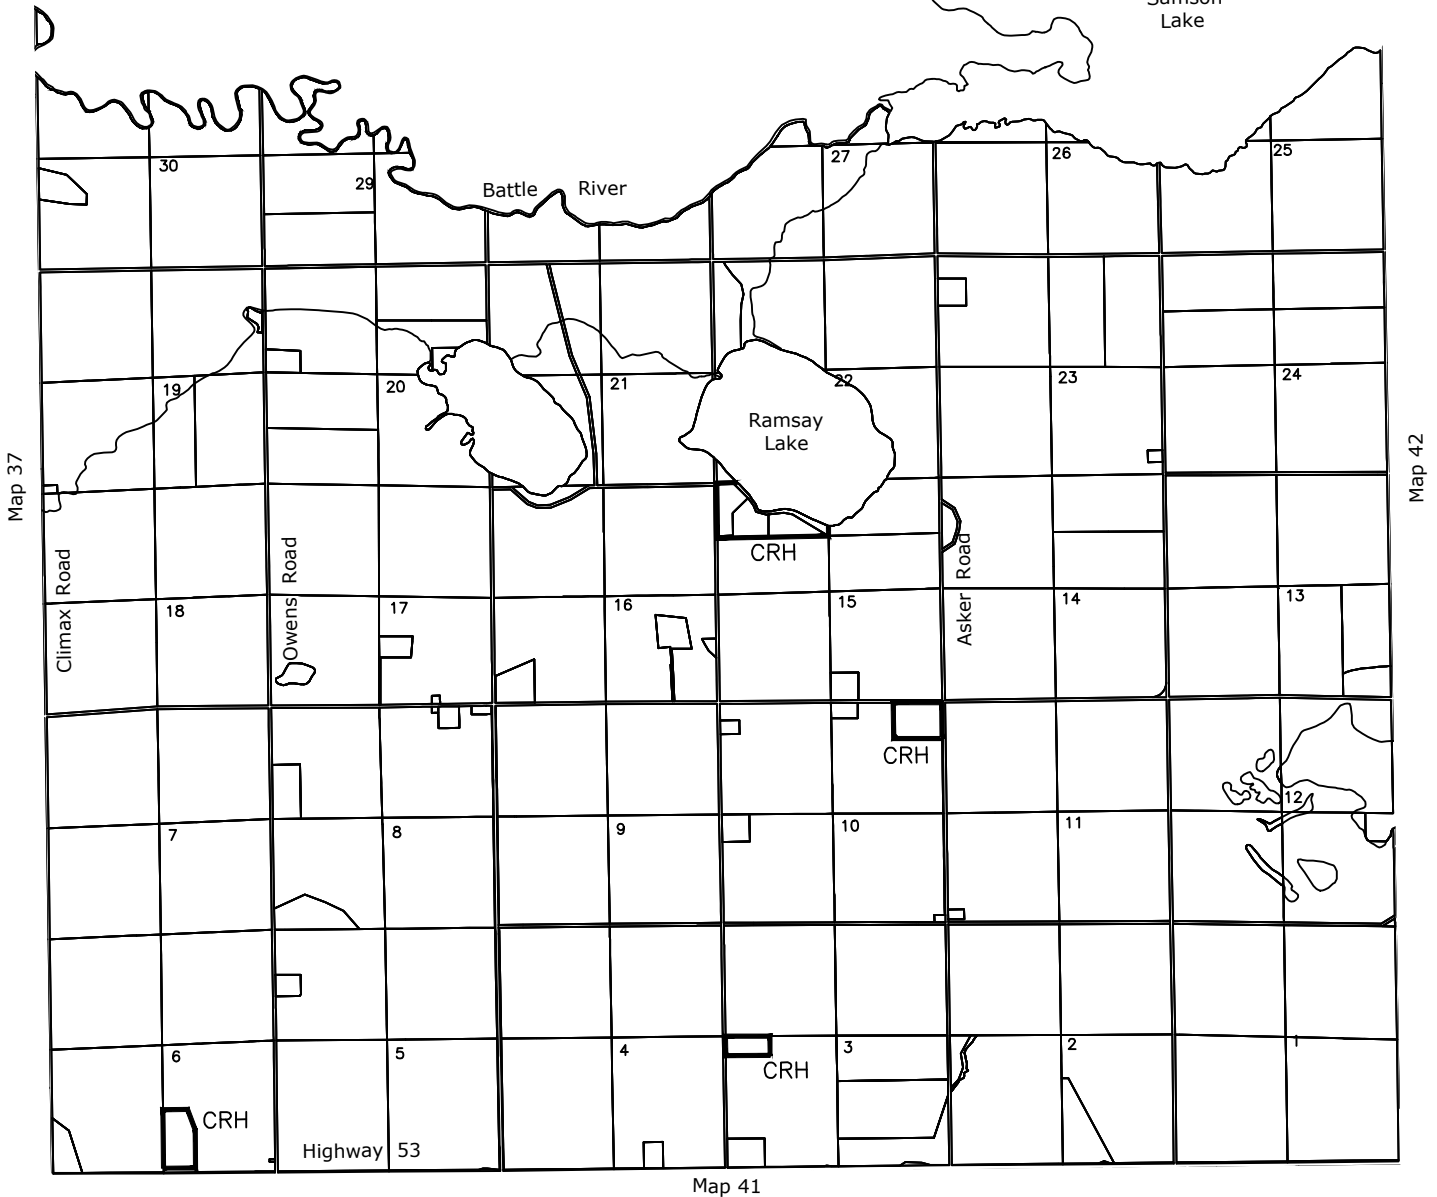 Samson
Lake
30
29
27
26
25
Battle River
19
20
21
22
23
24
Ramsay
Lake
Map 37
Map 42
CRH
Climax Road
Owens Road
Asker Road
18
17
16
15
14
13
CRH
7
8
9
10
11
12
6
5
4
3
2
1
CRH
CRH
Highway 53
Map 41